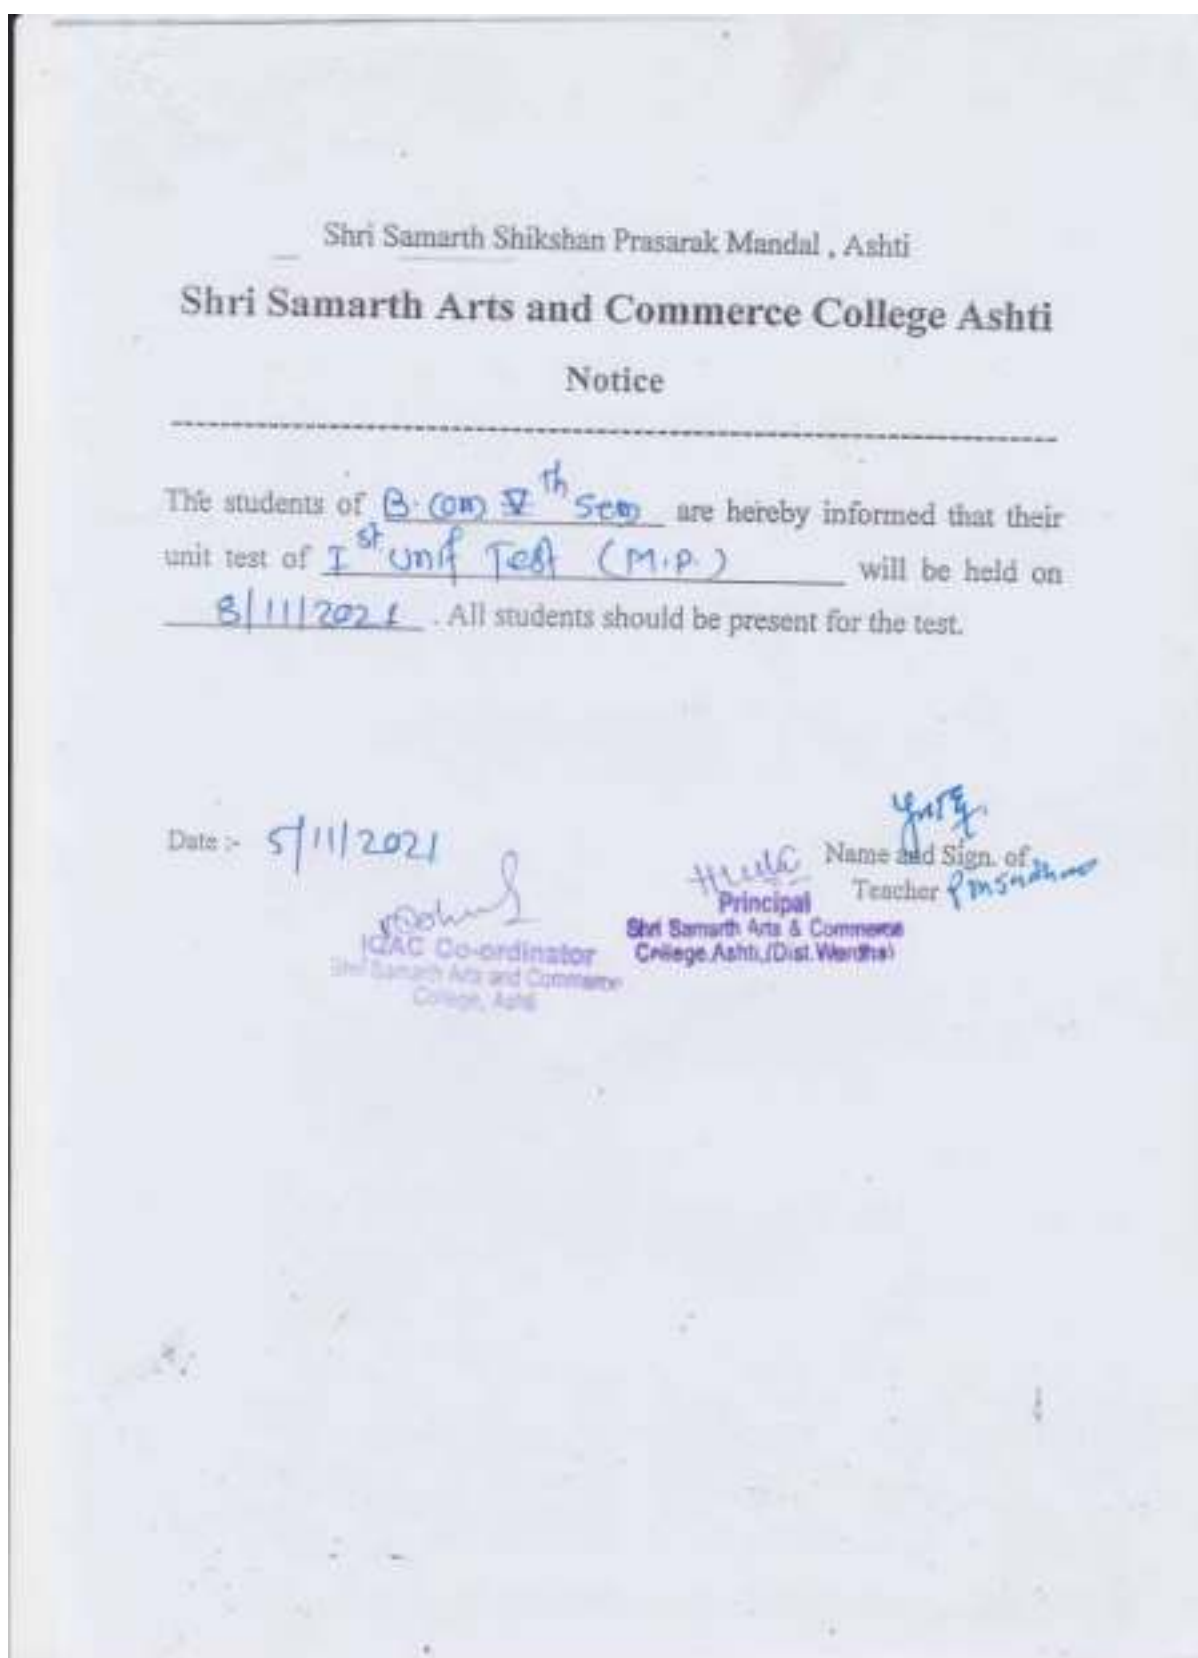 Shri Samarth Shikshan Prasarak Mandal , Ashti
Shri Samarth Arts and Commerce College Ashti
Notice
The students of B.com V th Sem are hereby informed that their
unit test of I st Unit Test (M.P.) will be held on
8/11/2021 . All students should be present for the test.
Date :- 5/11/2021
Name and Sign. of
Teacher
Principal
Shri Samarth Arts & Commerce
College.Ashti,(Dist.Wardha)
IQAC Co-ordinator
Shri Samarth Arts and Commerce
College, Ashti